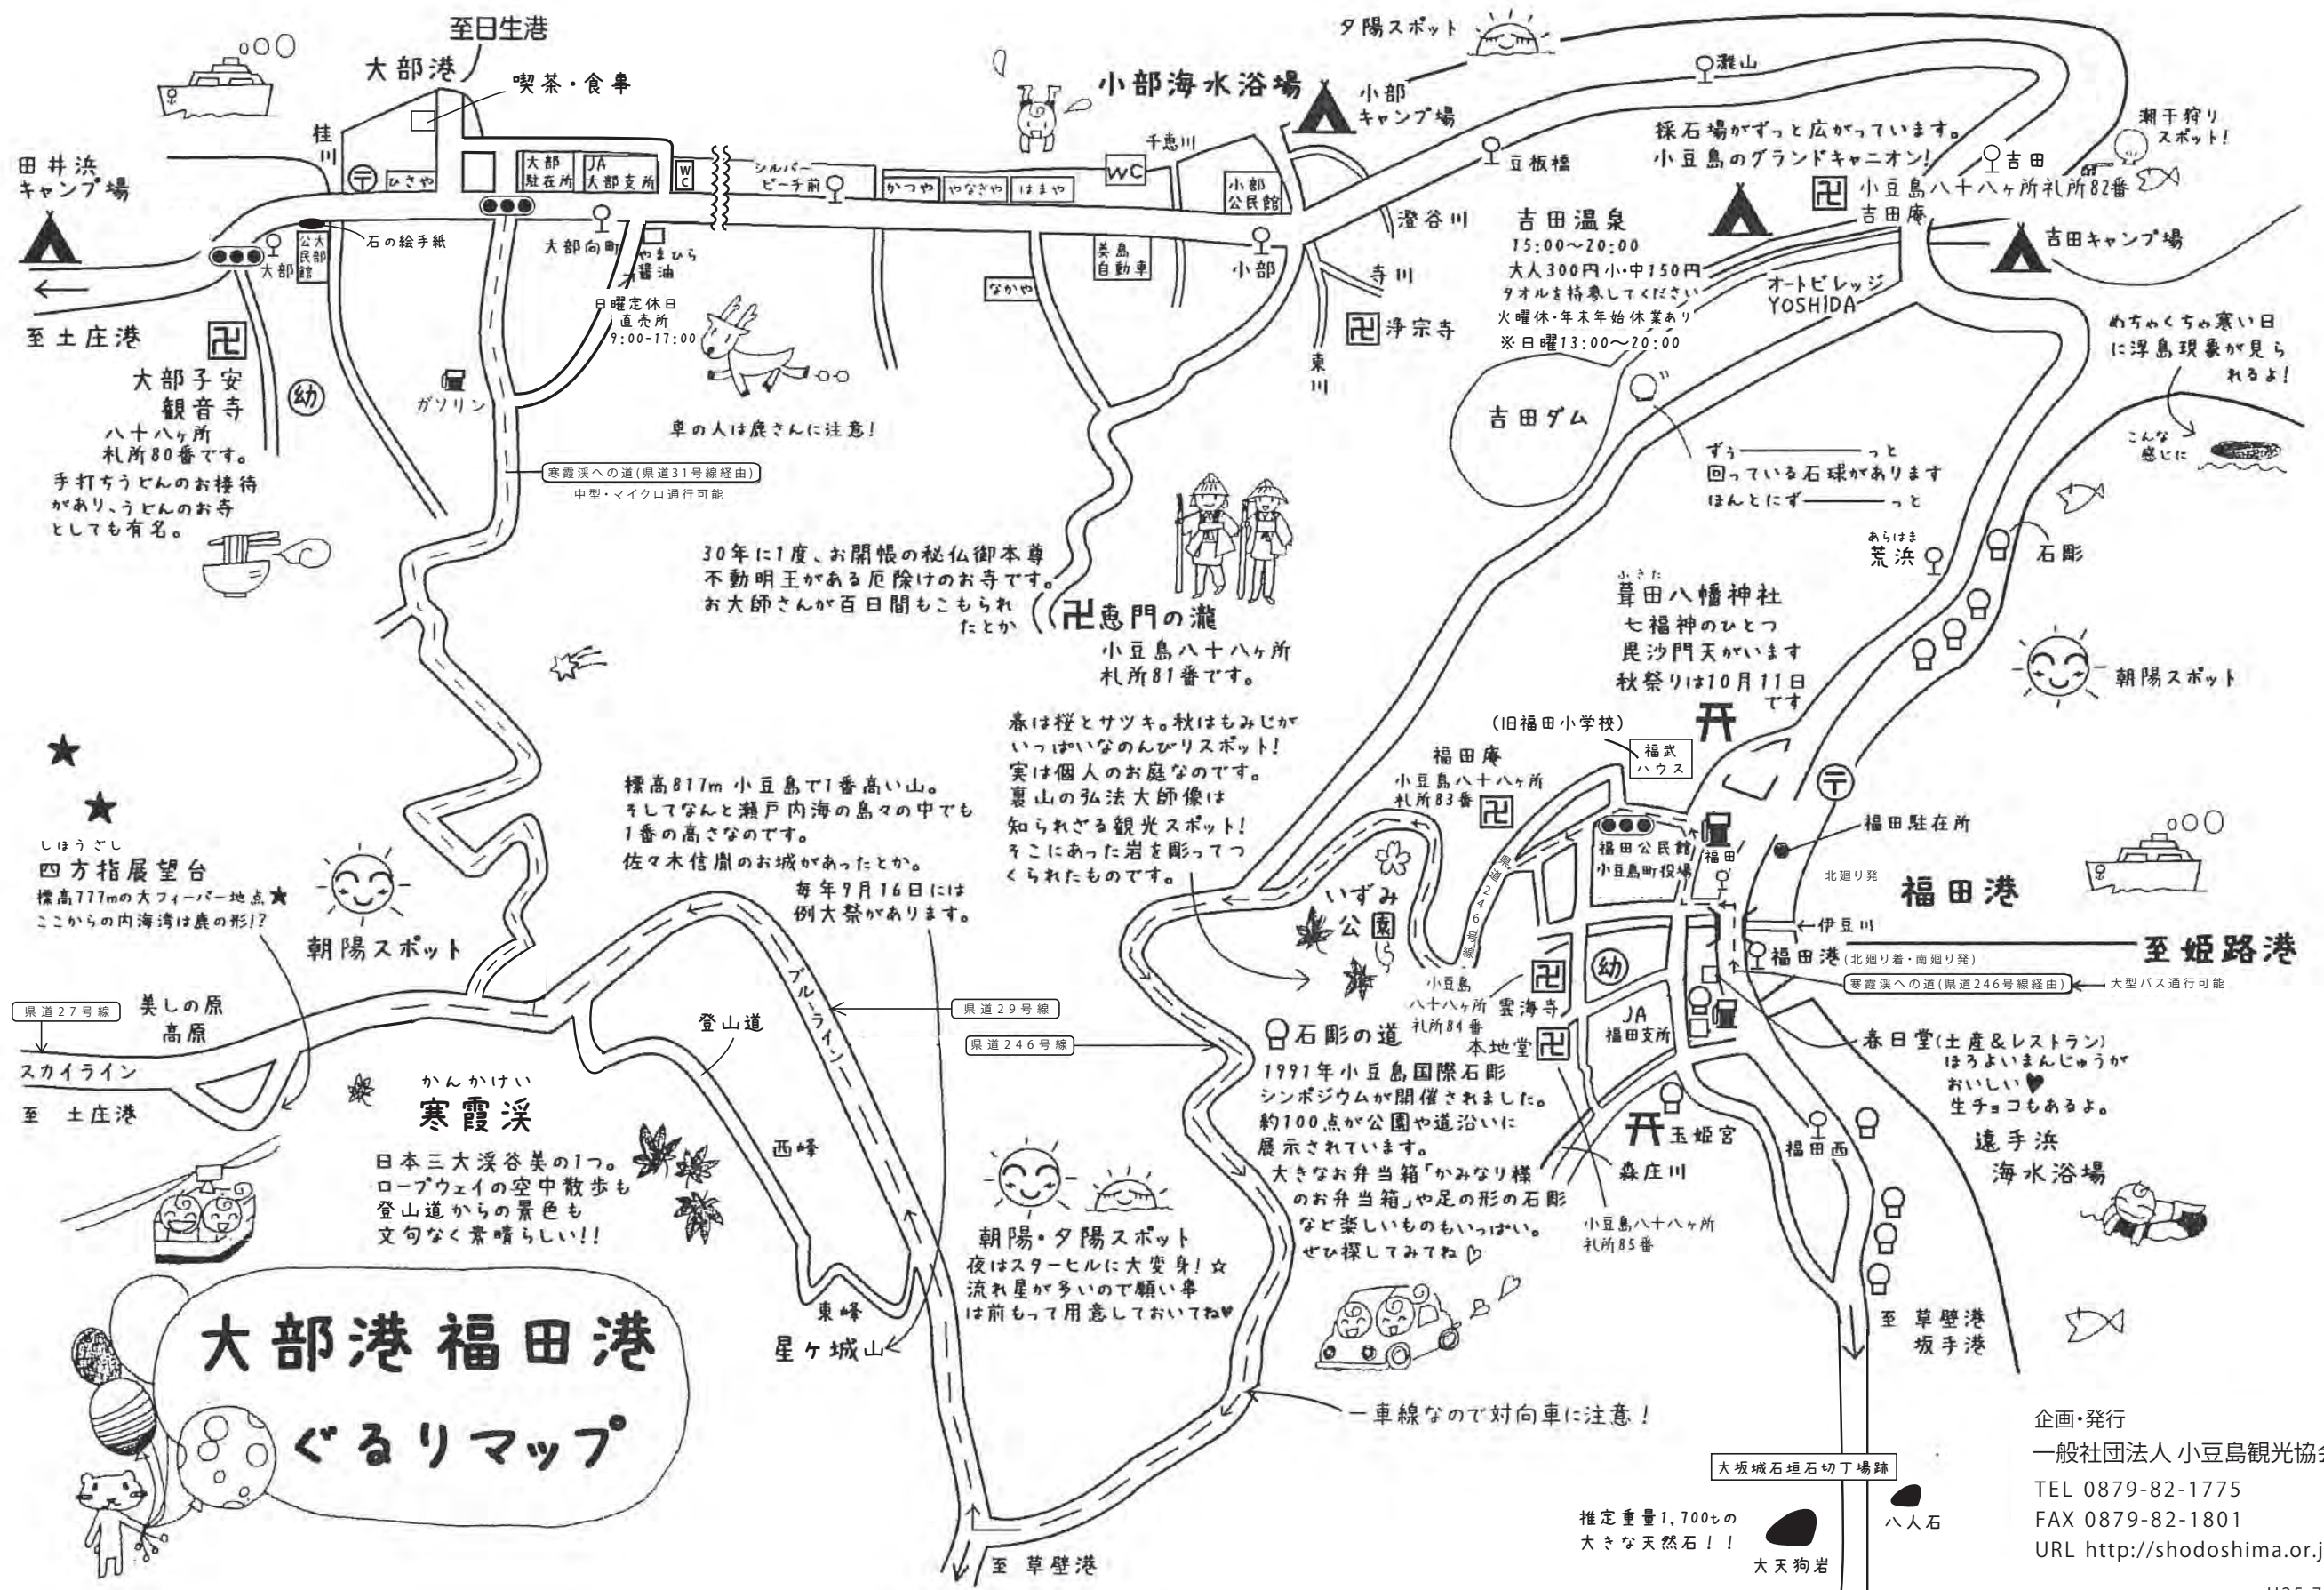 至日生港
大部港
喫茶・食事
桂川
田井浜
キャンプ場
至土庄港
〒
ひさや
大部
駐在所
JA
大部支所
WC
シルバー
ビーチ前
かつや
やなぎや
はまや
WC
千恵川
小部海水浴場
小部
キャンプ場
夕陽スポット
灘山
豆板橋
小部
公民館
小部
美島
自動車
なかや
澄谷川
寺川
東川
卍浄宗寺
大部
大部
公民館
石の絵手紙
大部向町
やまひら
醤油
日曜定休日
直売所
9:00-17:00
ガソリン
卍
大部子安
観音寺
八十八ヶ所
札所80番です。
手打ちうどんのお接待
があり、うどんのお寺
としても有名。
幼
車の人は鹿さんに注意!
寒霞渓への道(県道31号線経由)
中型・マイクロ通行可能
採石場がずっと広がっています。
小豆島のグランドキャニオン!
潮干狩り
スポット!
吉田
卍
小豆島八十八ヶ所札所82番
吉田庵
吉田キャンプ場
オートビレッジ
YOSHIDA
吉田温泉
15:00〜20:00
大人300円小・中150円
タオルを持参してください
火曜休・年末年始休業あり
※日曜13:00〜20:00
吉田ダム
ずぅ———っと
回っている石球があります
ほんとにず———っと
めちゃくちゃ寒い日
に浮島現象が見ら
れるよ!
こんな
感じに
あらはま
荒浜
石彫
朝陽スポット
30年に1度、お開帳の秘仏御本尊
不動明王がある厄除けのお寺です。
お大師さんが百日間もこもられ
たとか
卍恵門の瀧
小豆島八十八ヶ所
札所81番です。
ふきた
葺田八幡神社
七福神のひとつ
毘沙門天がいます
秋祭りは10月11日
です
(旧福田小学校)
福武
ハウス
福田庵
小豆島八十八ヶ所
札所83番
卍
春は桜とサツキ。秋はもみじが
いっぱいなのんびりスポット!
実は個人のお庭なのです。
裏山の弘法大師像は
知られざる観光スポット!
そこにあった岩を彫ってつ
くられたものです。
いずみ
公園
県道246号線
福田公民館
小豆島町役場
福田
〒
福田駐在所
北廻り発
福田港
伊豆川
福田港(北廻り着・南廻り発)
至姫路港
寒霞渓への道(県道246号線経由)
大型バス通行可能
標高817m 小豆島で1番高い山。
そしてなんと瀬戸内海の島々の中でも
1番の高さなのです。
佐々木信胤のお城があったとか。
毎年9月16日には
例大祭があります。
しほうざし
四方指展望台
標高777mの大フィーバー地点★
ここからの内海湾は鹿の形!?
朝陽スポット
県道27号線
美しの原
高原
スカイライン
至 土庄港
かんかけい
寒霞渓
日本三大渓谷美の1つ。
ロープウェイの空中散歩も
登山道からの景色も
文句なく素晴らしい!!
登山道
ブルーライン
県道29号線
県道246号線
西峰
東峰
星ヶ城山
朝陽・夕陽スポット
夜はスターヒルに大変身!☆
流れ星が多いので願い事
は前もって用意しておいてね♥
小豆島
八十八ヶ所
札所84番
卍
雲海寺
幼
本地堂
卍
JA
福田支所
石彫の道
1991年小豆島国際石彫
シンポジウムが開催されました。
約100点が公園や道沿いに
展示されています。
大きなお弁当箱「かみなり様
のお弁当箱」や足の形の石彫
など楽しいものもいっぱい。
ぜひ探してみてね♡
玉姫宮
森庄川
小豆島八十八ヶ所
札所85番
福田西
春日堂(土産&レストラン)
ほろよいまんじゅうが
おいしい♥
生チョコもあるよ。
遠手浜
海水浴場
至 草壁港
坂手港
一車線なので対向車に注意!
至 草壁港
大部港福田港
ぐるりマップ
大坂城石垣石切丁場跡
推定重量1,700tの
大きな天然石!!
大天狗岩
八人石
企画・発行
一般社団法人 小豆島観光協会
TEL 0879-82-1775
FAX 0879-82-1801
URL http://shodoshima.or.j